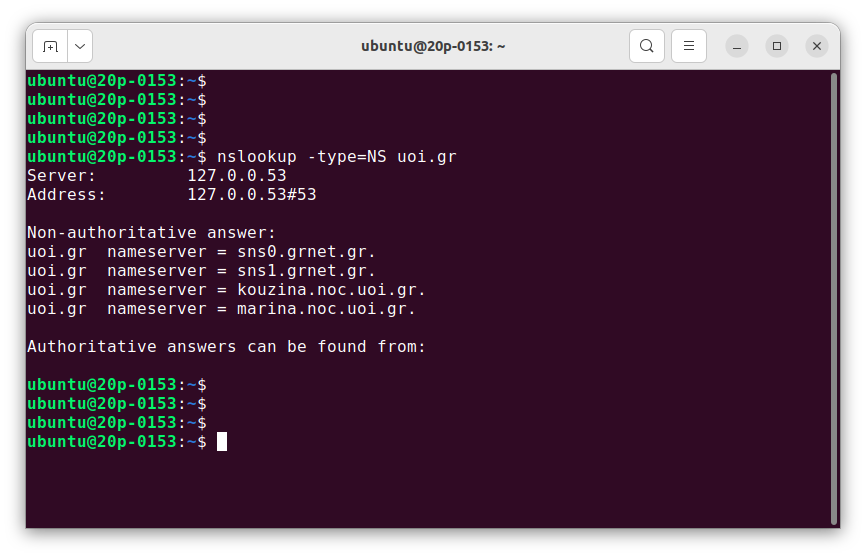 ubuntu@20p-0153: ~
ubuntu@20p-0153:~$
ubuntu@20p-0153:~$
ubuntu@20p-0153:~$
ubuntu@20p-0153:~$
ubuntu@20p-0153:~$ nslookup -type=NS uoi.gr
Server:         127.0.0.53
Address:        127.0.0.53#53

Non-authoritative answer:
uoi.gr  nameserver = sns0.grnet.gr.
uoi.gr  nameserver = sns1.grnet.gr.
uoi.gr  nameserver = kouzina.noc.uoi.gr.
uoi.gr  nameserver = marina.noc.uoi.gr.

Authoritative answers can be found from:

ubuntu@20p-0153:~$
ubuntu@20p-0153:~$
ubuntu@20p-0153:~$
ubuntu@20p-0153:~$